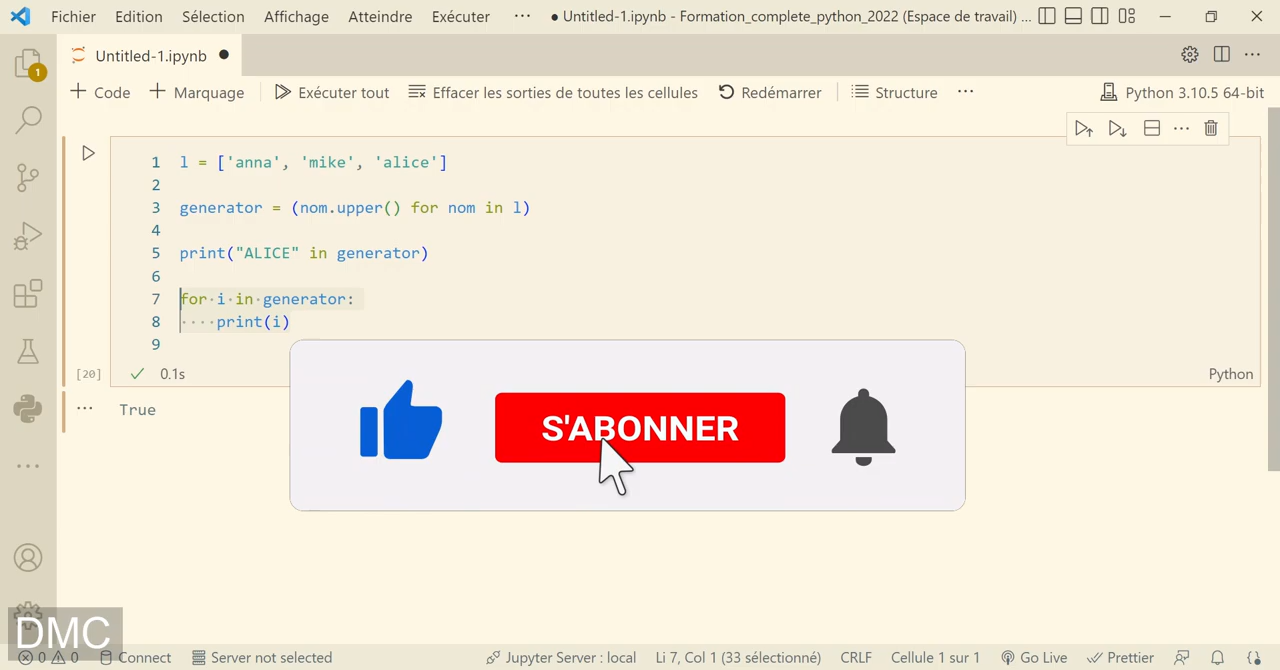 Fichier Edition Sélection Affichage Atteindre Exécuter ··· ● Untitled-1.ipynb - Formation_complete_python_2022 (Espace de travail) ...
Untitled-1.ipynb ●
1
+ Code + Marquage Exécuter tout Effacer les sorties de toutes les cellules Redémarrer Structure ··· Python 3.10.5 64-bit
1 l = ['anna', 'mike', 'alice']
2
3 generator = (nom.upper() for nom in l)
4
5 print("ALICE" in generator)
6
7 for·i·in·generator:
8 ····print(i)
9
[20] ✓ 0.1s Python
··· True
S'ABONNER
DMC
0 0 Connect Server not selected Jupyter Server : local Li 7, Col 1 (33 sélectionné) CRLF Cellule 1 sur 1 Go Live Prettier